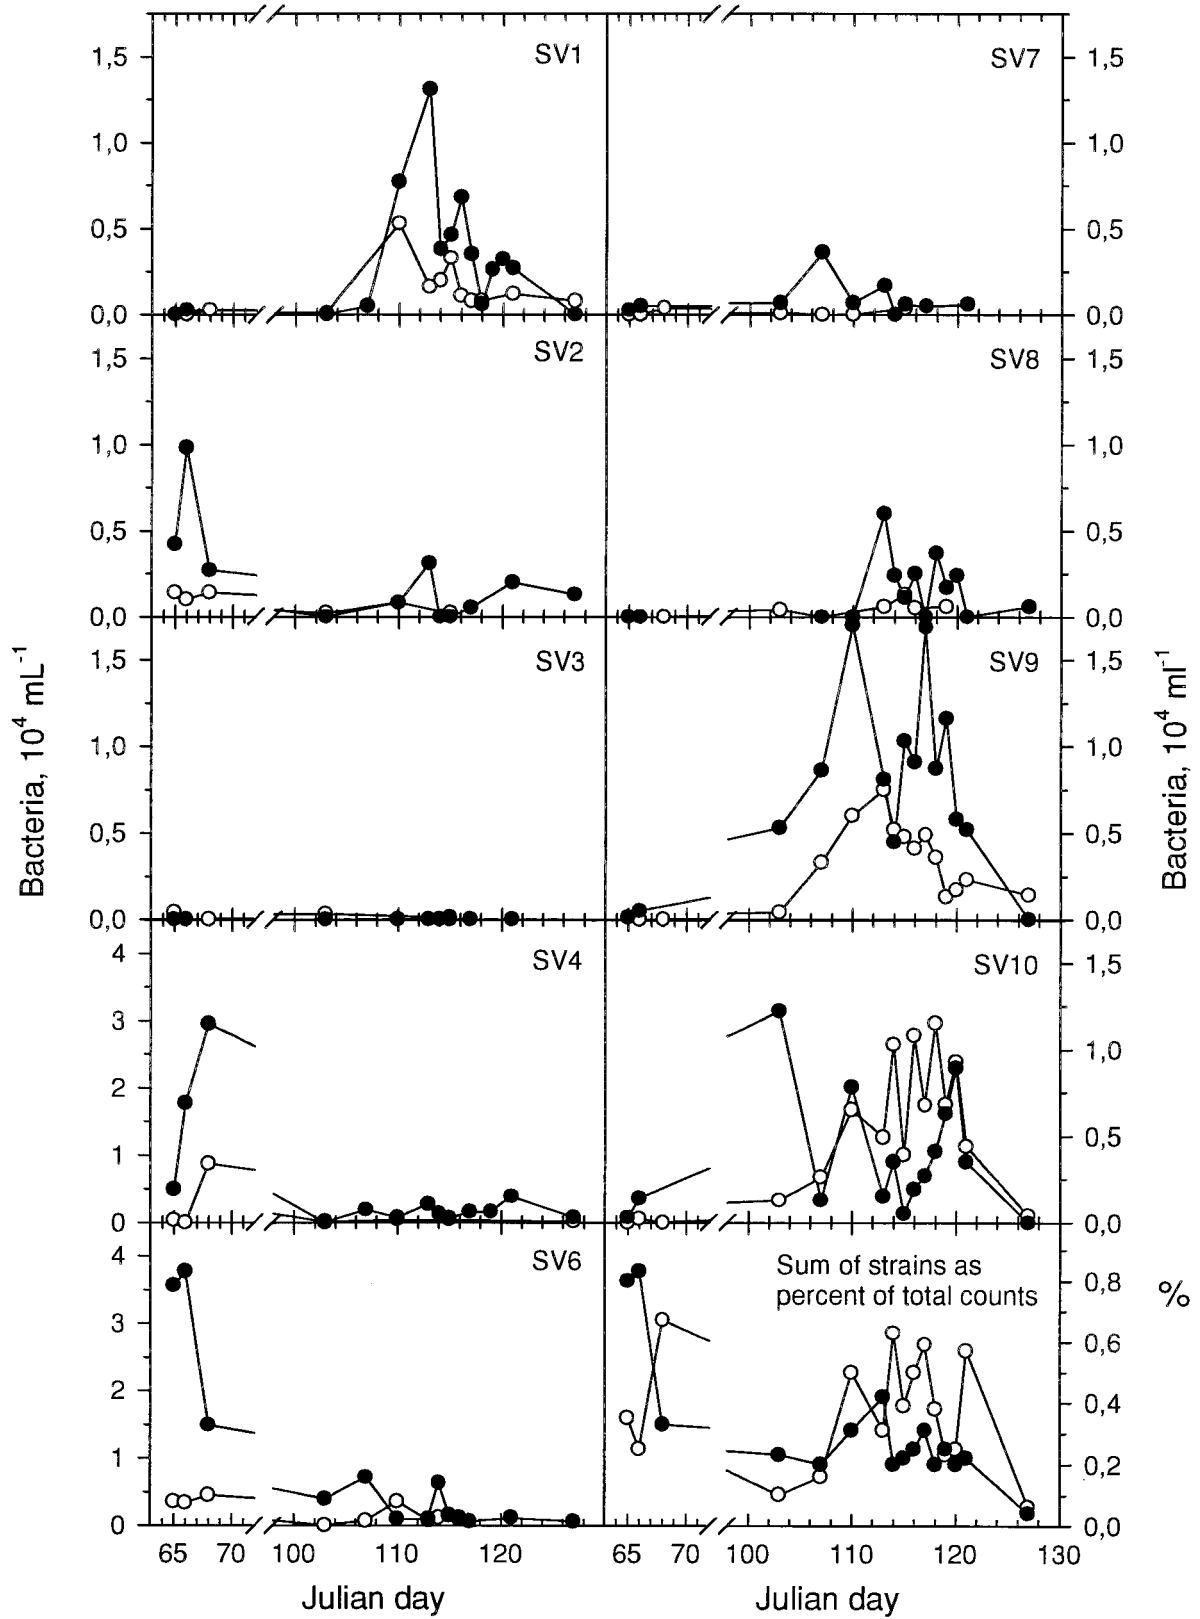 SV1
1,5
1,0
0,5
0,0
SV7
1,5
1,0
0,5
0,0
SV2
1,5
1,0
0,5
0,0
SV8
1,5
1,0
0,5
0,0
SV3
1,5
1,0
0,5
0,0
SV9
1,5
1,0
0,5
0,0
SV4
4
3
2
1
0
SV10
1,5
1,0
0,5
0,0
SV6
4
3
2
1
0
Sum of strains as
percent of total counts
0,8
0,6
0,4
0,2
0,0
%
Bacteria, 10⁴ mL⁻¹
Bacteria, 10⁴ ml⁻¹
65 70 100 110 120 65 70 100 110 120 130
Julian day Julian day